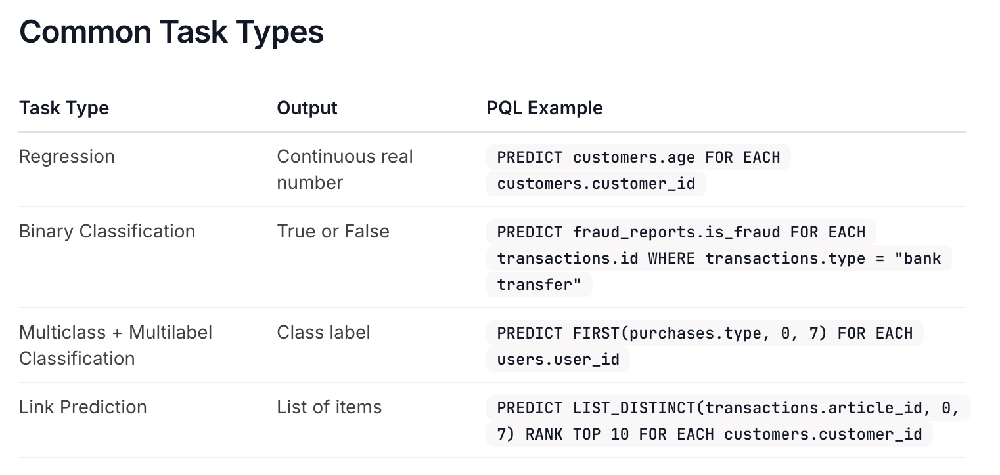 Common Task Types
Task Type Output PQL Example
Regression Continuous real PREDICT customers.age FOR EACH
number customers.customer_id
Binary Classification True or False PREDICT fraud_reports.is_fraud FOR EACH
transactions.id WHERE transactions.type = "bank
transfer"
Multiclass + Multilabel Class label PREDICT FIRST(purchases.type, 0, 7) FOR EACH
Classification users.user_id
Link Prediction List of items PREDICT LIST_DISTINCT(transactions.article_id, 0,
7) RANK TOP 10 FOR EACH customers.customer_id